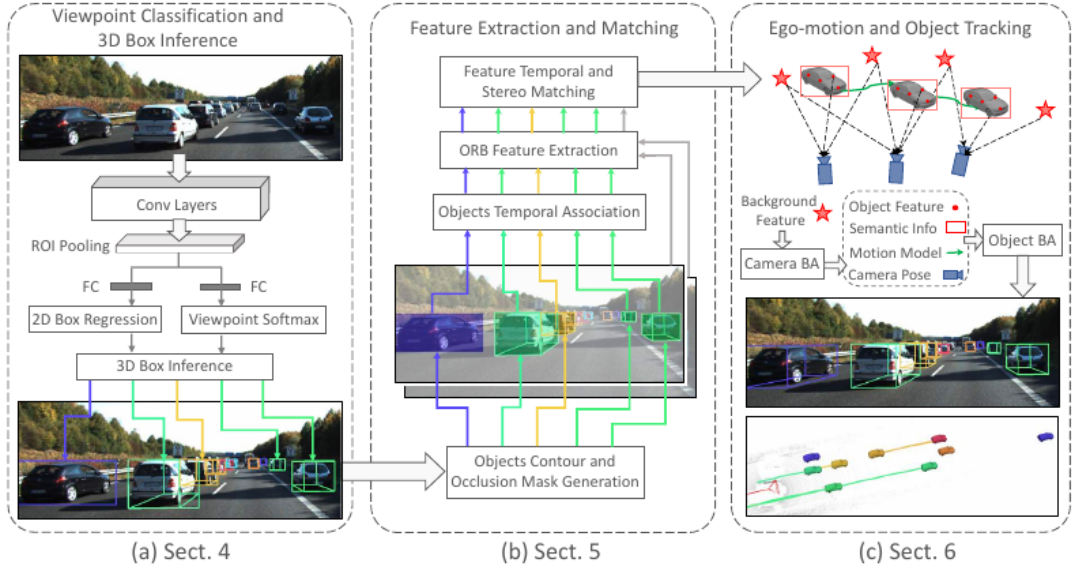 Viewpoint Classification and
3D Box Inference
Conv Layers
ROI Pooling
FC
FC
2D Box Regression
Viewpoint Softmax
3D Box Inference
(a) Sect. 4
Feature Extraction and Matching
Feature Temporal and
Stereo Matching
ORB Feature Extraction
Objects Temporal Association
Objects Contour and
Occlusion Mask Generation
(b) Sect. 5
Ego-motion and Object Tracking
Background
Feature
Camera BA
Object Feature
Semantic Info
Motion Model
Camera Pose
Object BA
(c) Sect. 6